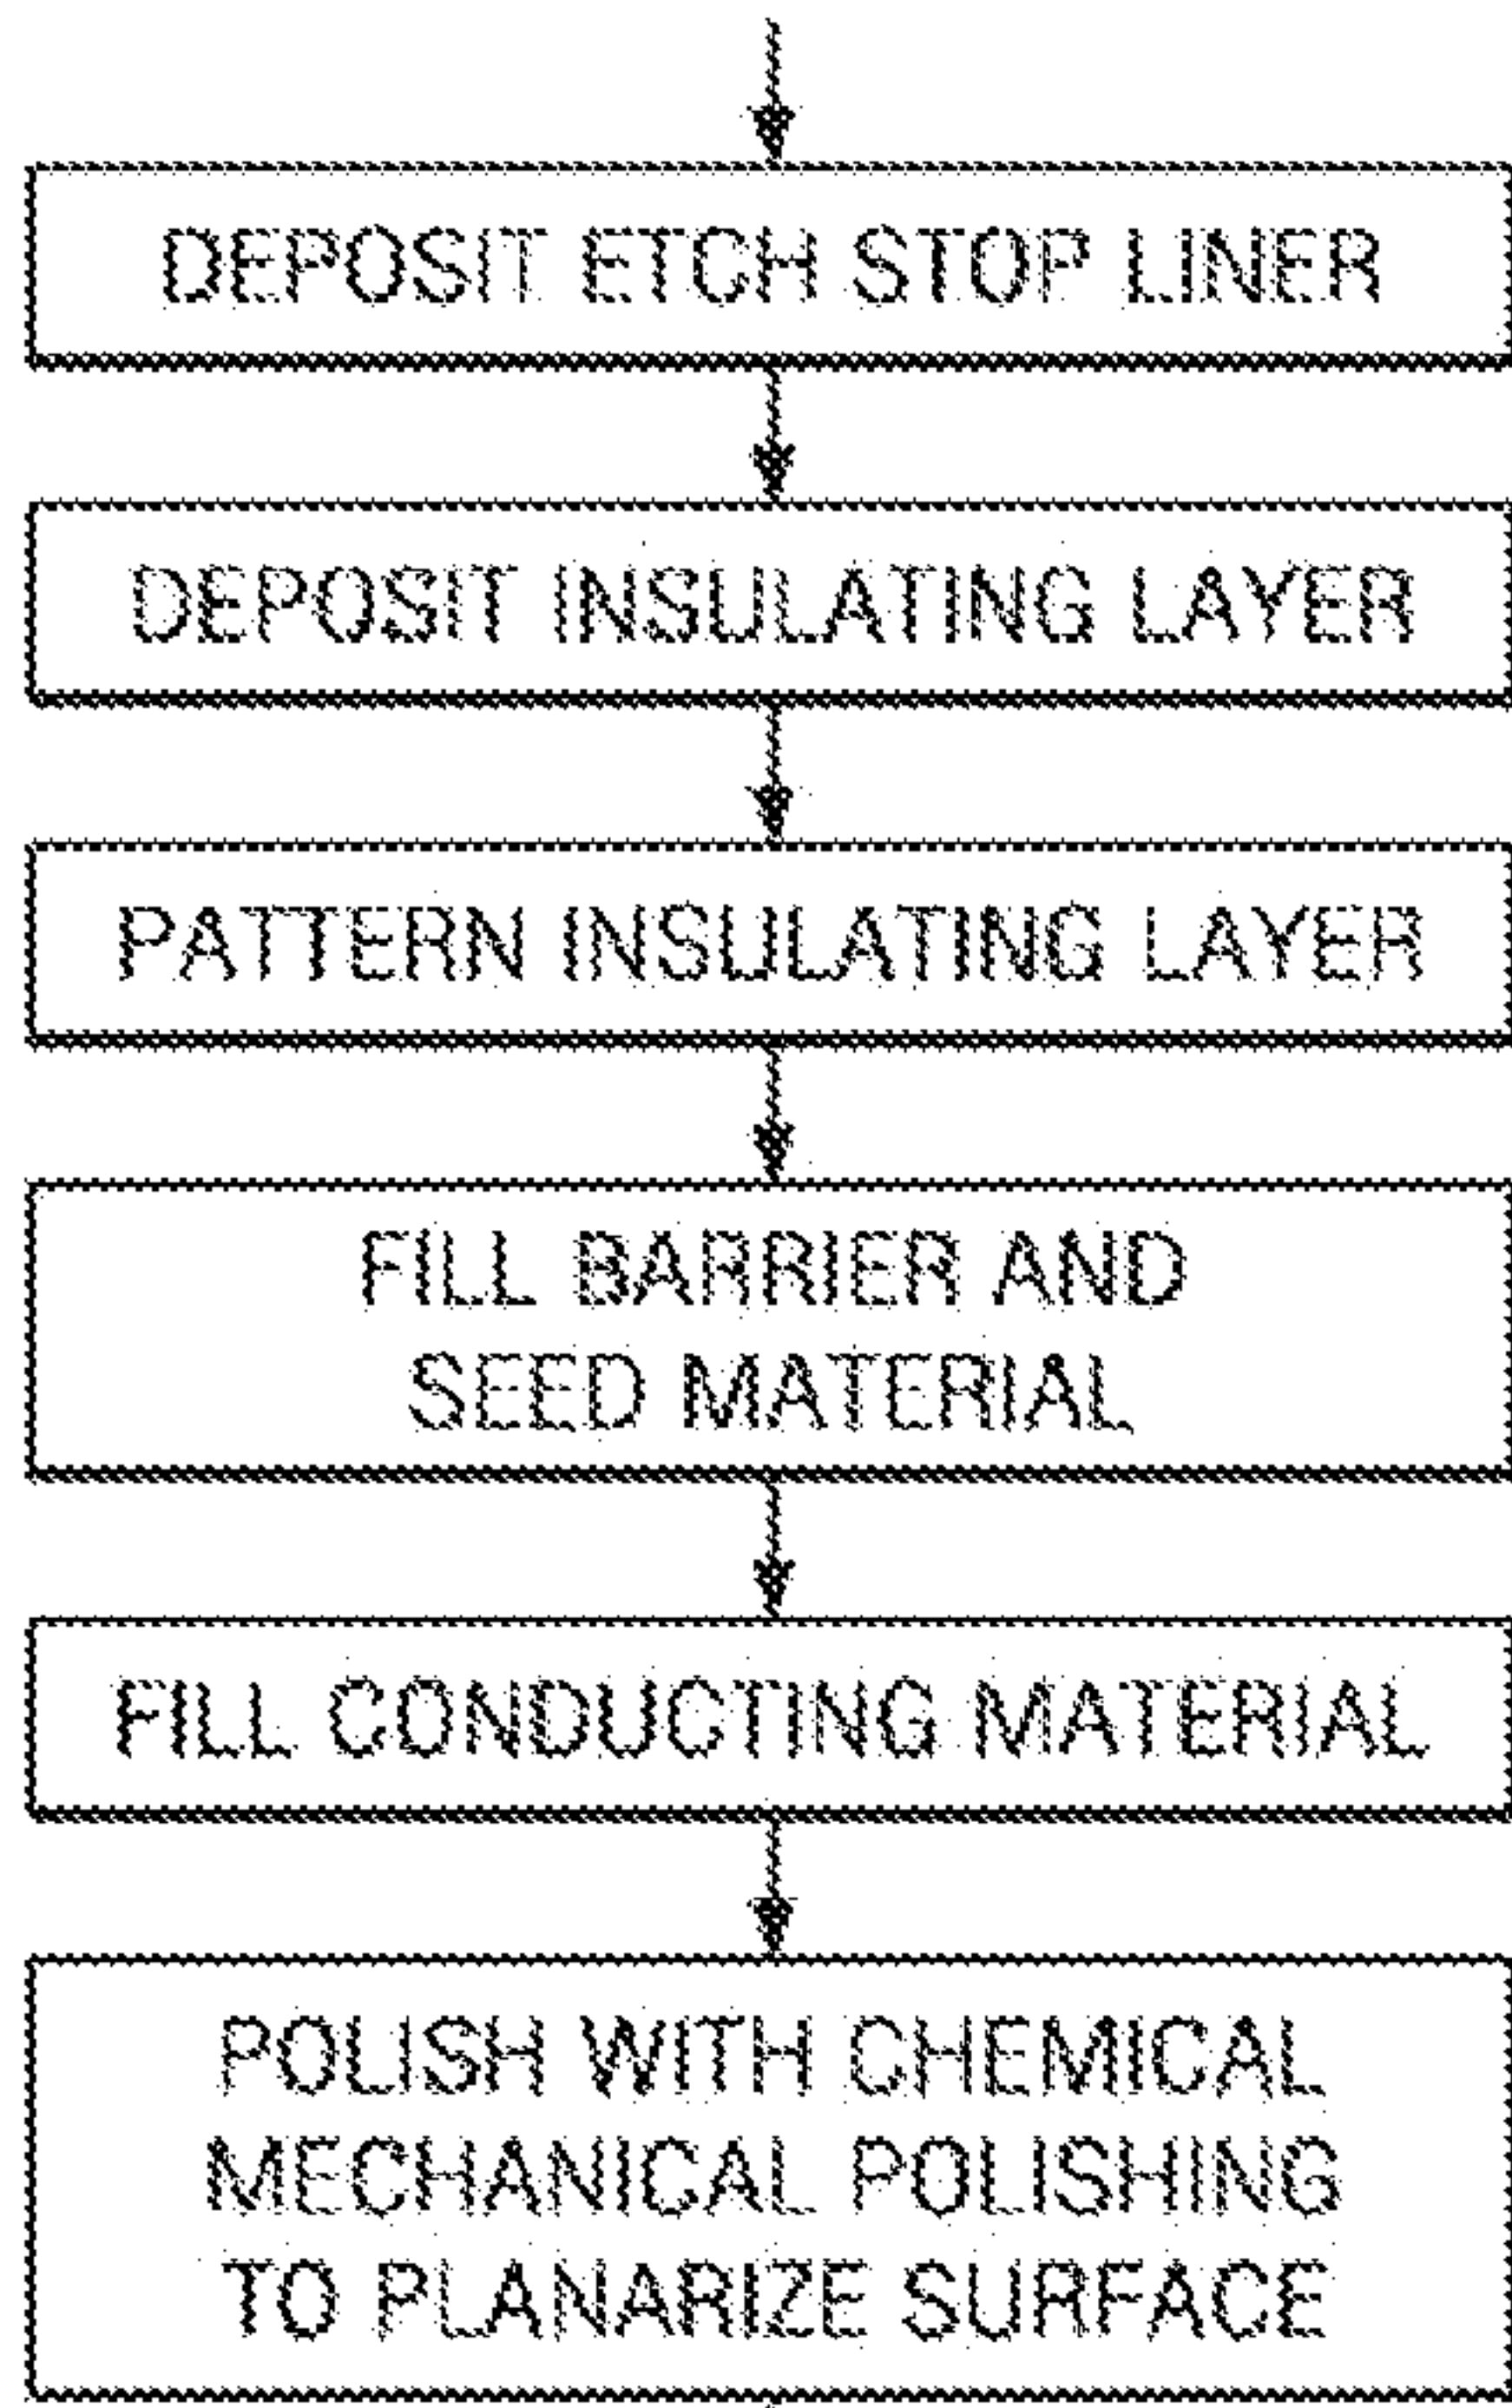 DEPOSIT ETCH STOP LINER
DEPOSIT INSULATING LAYER
PATTERN INSULATING LAYER
FILL BARRIER AND
SEED MATERIAL
FILL CONDUCTING MATERIAL
POLISH WITH CHEMICAL
MECHANICAL POLISHING
TO PLANARIZE SURFACE